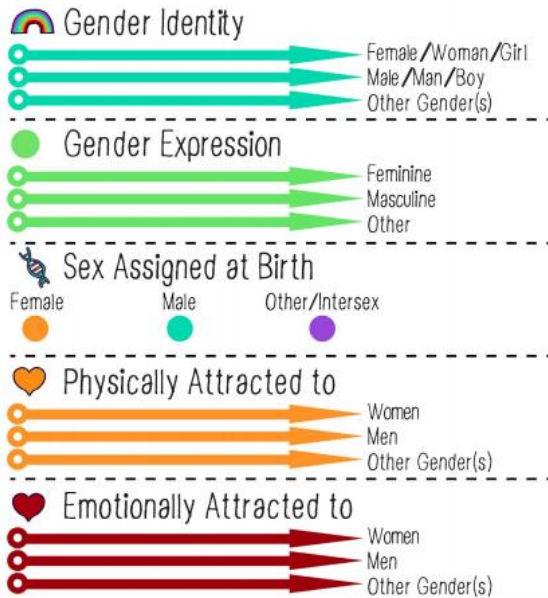 Gender Identity
Female/Woman/Girl
Male/Man/Boy
Other Gender(s)
Gender Expression
Feminine
Masculine
Other
Sex Assigned at Birth
Female Male Other/Intersex
Physically Attracted to
Women
Men
Other Gender(s)
Emotionally Attracted to
Women
Men
Other Gender(s)